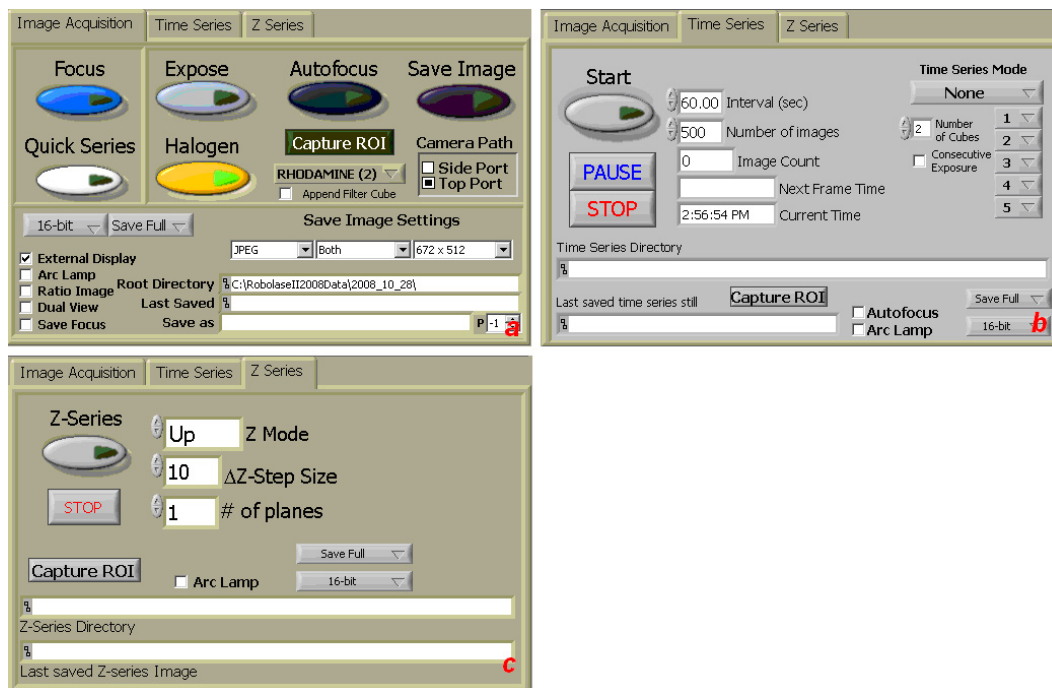 Image Acquisition Time Series Z Series
Focus Expose Autofocus Save Image
Quick Series Halogen Capture ROI Camera Path
Side Port
RHODAMINE (2) Top Port
Append Filter Cube
16-bit Save Full Save Image Settings
JPEG Both 672 x 512
External Display
Arc Lamp
Ratio Image Root Directory C:\RobolaseII2008Data\2008_10_28\
Dual View Last Saved
Save Focus Save as P -1
a
Image Acquisition Time Series Z Series
Start Time Series Mode
None
60.00 Interval (sec)
500 Number of images 2 Number of Cubes
1
2
3
4
5
Consecutive Exposure
PAUSE 0 Image Count
Next Frame Time
STOP 2:56:54 PM Current Time
Time Series Directory
Last saved time series still Capture ROI Save Full
Autofocus
Arc Lamp 16-bit
b
Image Acquisition Time Series Z Series
Z-Series Up Z Mode
10 ΔZ-Step Size
STOP 1 # of planes
Save Full
Capture ROI Arc Lamp 16-bit
Z-Series Directory
Last saved Z-series Image
c